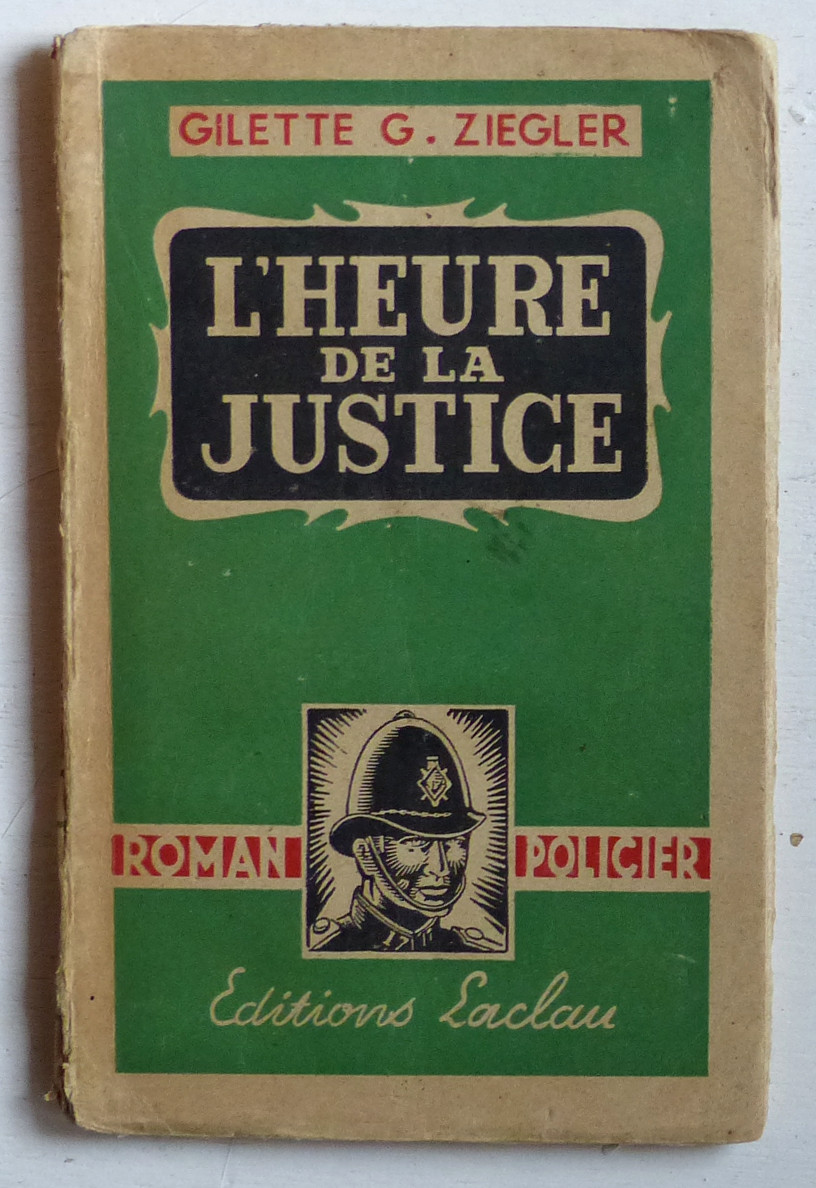 GILETTE G. ZIEGLER
L'HEURE
DE LA
JUSTICE
ROMAN POLICIER
Editions Laclau